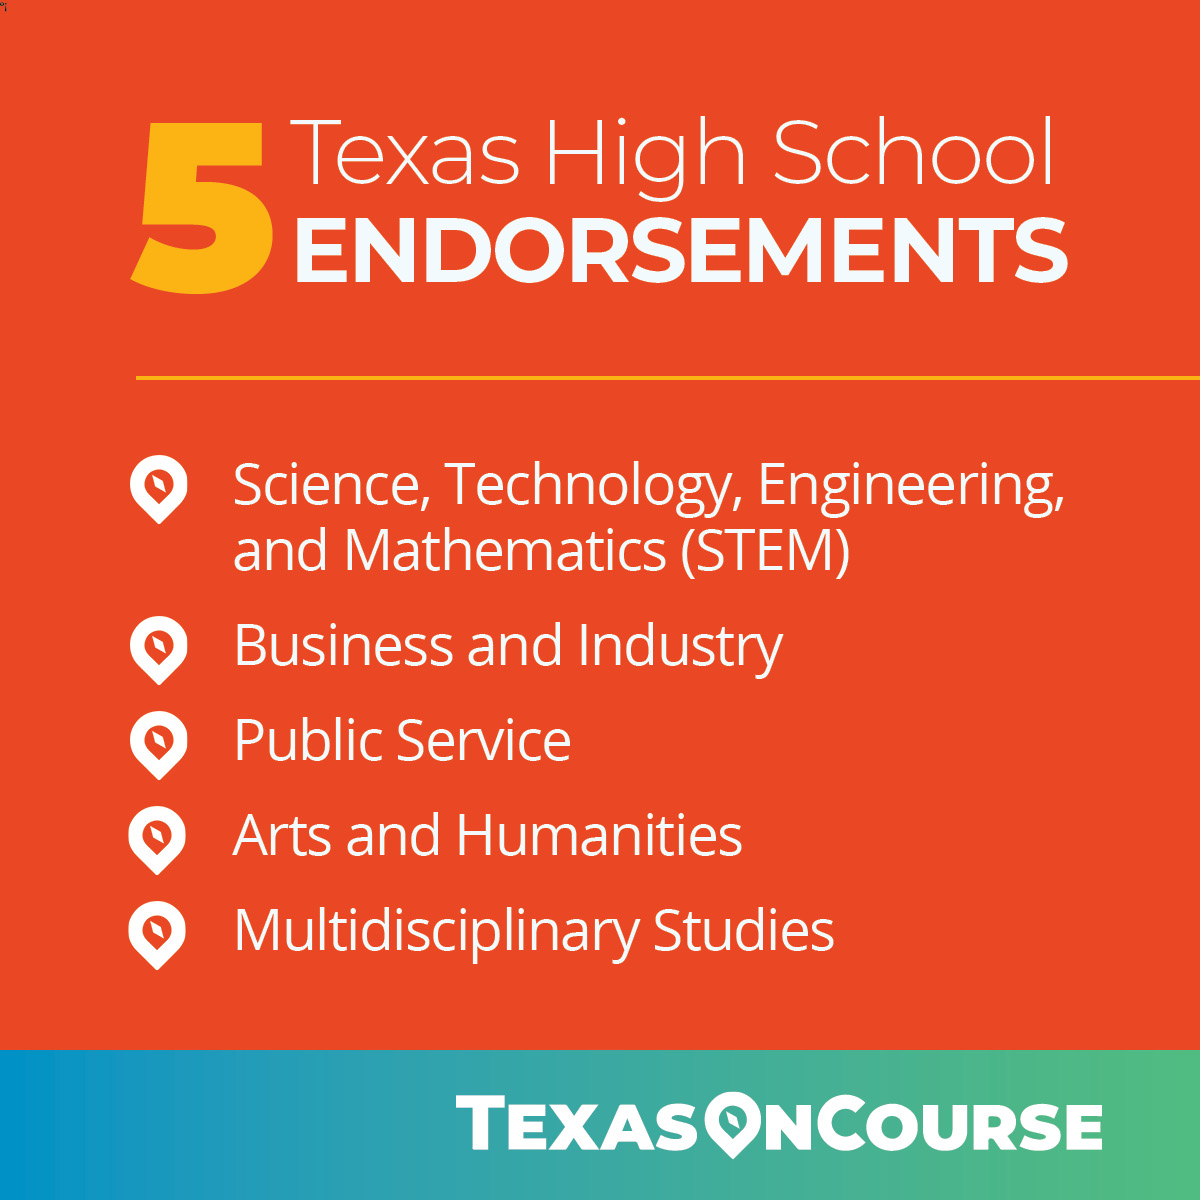 5 Texas High School
ENDORSEMENTS
Science, Technology, Engineering,
and Mathematics (STEM)
Business and Industry
Public Service
Arts and Humanities
Multidisciplinary Studies
TEXASONCOURSE